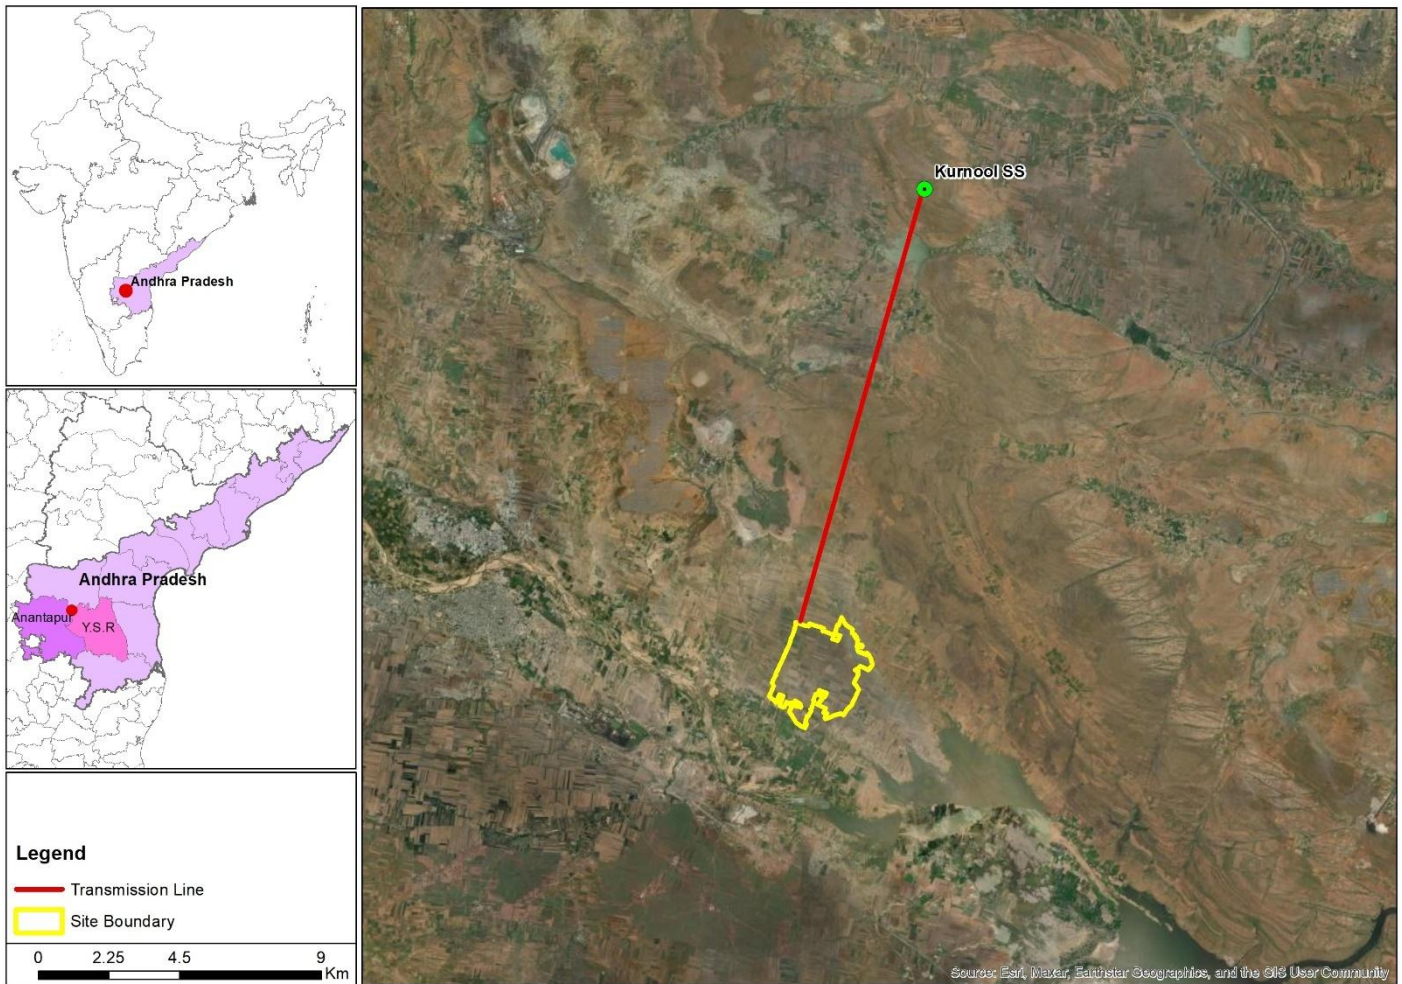 Andhra Pradesh
Andhra Pradesh
Anantapur
Y.S.R
Legend
Transmission Line
Site Boundary
0 2.25 4.5 9
Km
Kurnool SS
Source: Esri, Maxar, Earthstar Geographics, and the GIS User Community